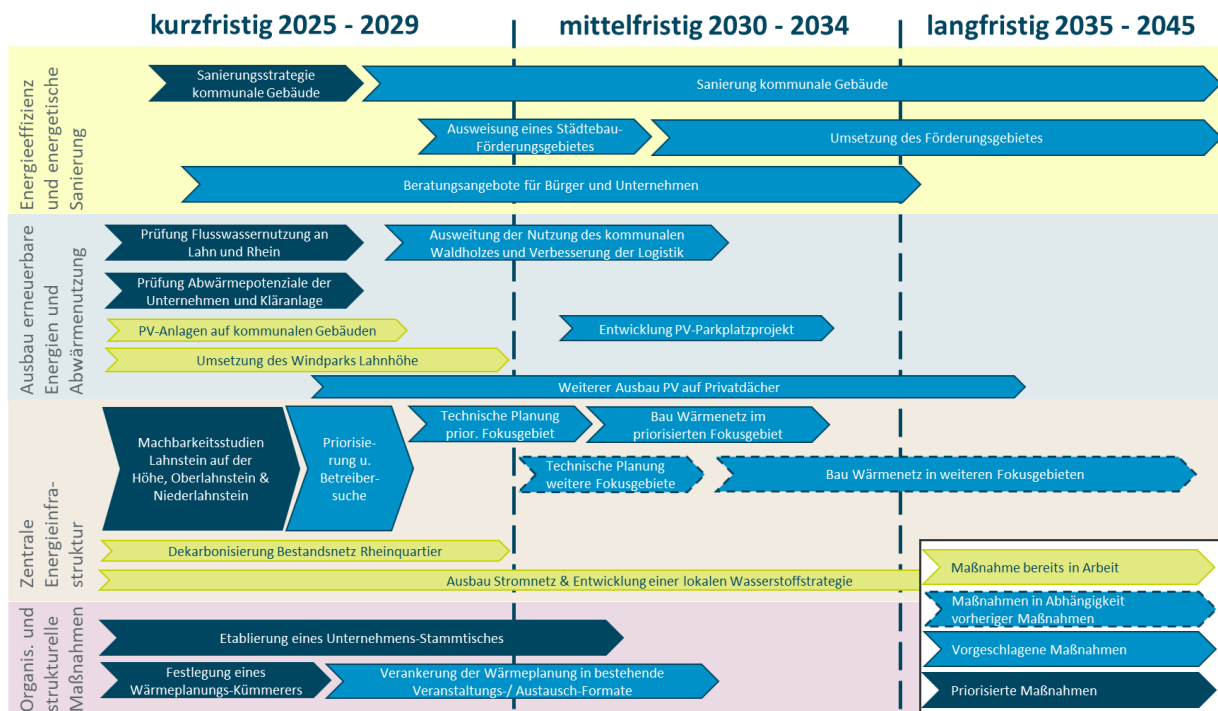 kurzfristig 2025 - 2029
mittelfristig 2030 - 2034
langfristig 2035 - 2045
Energieeffizienz
und energetische
Sanierung
Sanierungsstrategie
kommunale Gebäude
Sanierung kommunale Gebäude
Ausweisung eines Städtebau-
Förderungsgebietes
Umsetzung des Förderungsgebietes
Beratungsangebote für Bürger und Unternehmen
Ausbau erneuerbare
Energien und
Abwärmenutzung
Prüfung Flusswassernutzung an
Lahn und Rhein
Ausweitung der Nutzung des kommunalen
Waldholzes und Verbesserung der Logistik
Prüfung Abwärmepotenziale der
Unternehmen und Kläranlage
PV-Anlagen auf kommunalen Gebäuden
Entwicklung PV-Parkplatzprojekt
Umsetzung des Windparks Lahnhöhe
Weiterer Ausbau PV auf Privatdächer
Zentrale
Energieinfra-
struktur
Machbarkeitsstudien
Lahnstein auf der
Höhe, Oberlahnstein &
Niederlahnstein
Priorisie-
rung u.
Betreiber-
suche
Technische Planung
prior. Fokusgebiet
Bau Wärmenetz im
priorisierten Fokusgebiet
Technische Planung
weitere Fokusgebiete
Bau Wärmenetz in weiteren Fokusgebieten
Dekarbonisierung Bestandsnetz Rheinquartier
Ausbau Stromnetz & Entwicklung einer lokalen Wasserstoffstrategie
Organis. und
strukturelle
Maßnahmen
Etablierung eines Unternehmens-Stammtisches
Festlegung eines
Wärmeplanungs-Kümmerers
Verankerung der Wärmeplanung in bestehende
Veranstaltungs-/ Austausch-Formate
Maßnahme bereits in Arbeit
Maßnahmen in Abhängigkeit
vorheriger Maßnahmen
Vorgeschlagene Maßnahmen
Priorisierte Maßnahmen